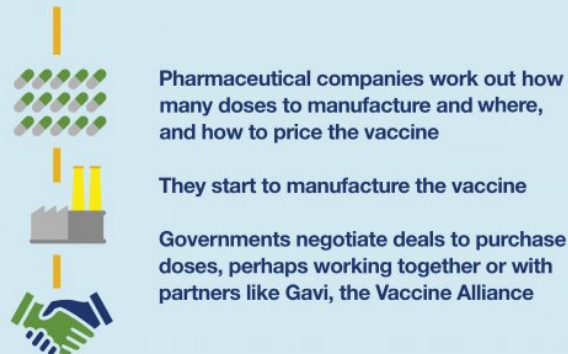 Pharmaceutical companies work out how
many doses to manufacture and where,
and how to price the vaccine
They start to manufacture the vaccine
Governments negotiate deals to purchase
doses, perhaps working together or with
partners like Gavi, the Vaccine Alliance